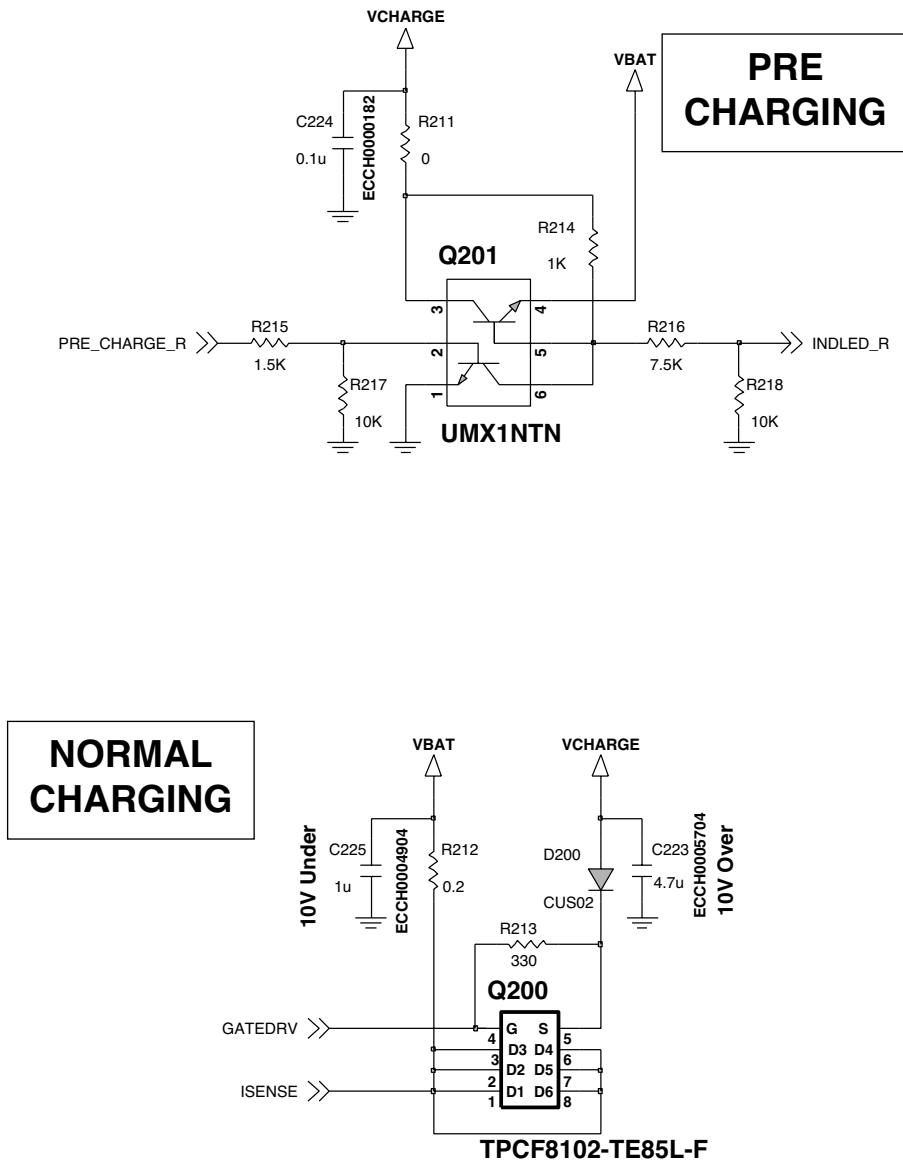 VCHARGE
VBAT
PRE
CHARGING
C224
0.1u
ECCH0000182
R211
0
R214
1K
Q201
3
4
PRE_CHARGE_R
R215
1.5K
2
5
R216
7.5K
INDLED_R
R217
10K
1
6
R218
10K
UMX1NTN
NORMAL
CHARGING
VBAT
VCHARGE
10V Under
C225
1u
ECCH0004904
R212
0.2
D200
CUS02
C223
4.7u
ECCH0005704
10V Over
R213
330
Q200
GATEDRV
G S
4 5
D3 D4
3 6
D2 D5
2 7
ISENSE
D1 D6
1 8
TPCF8102-TE85L-F